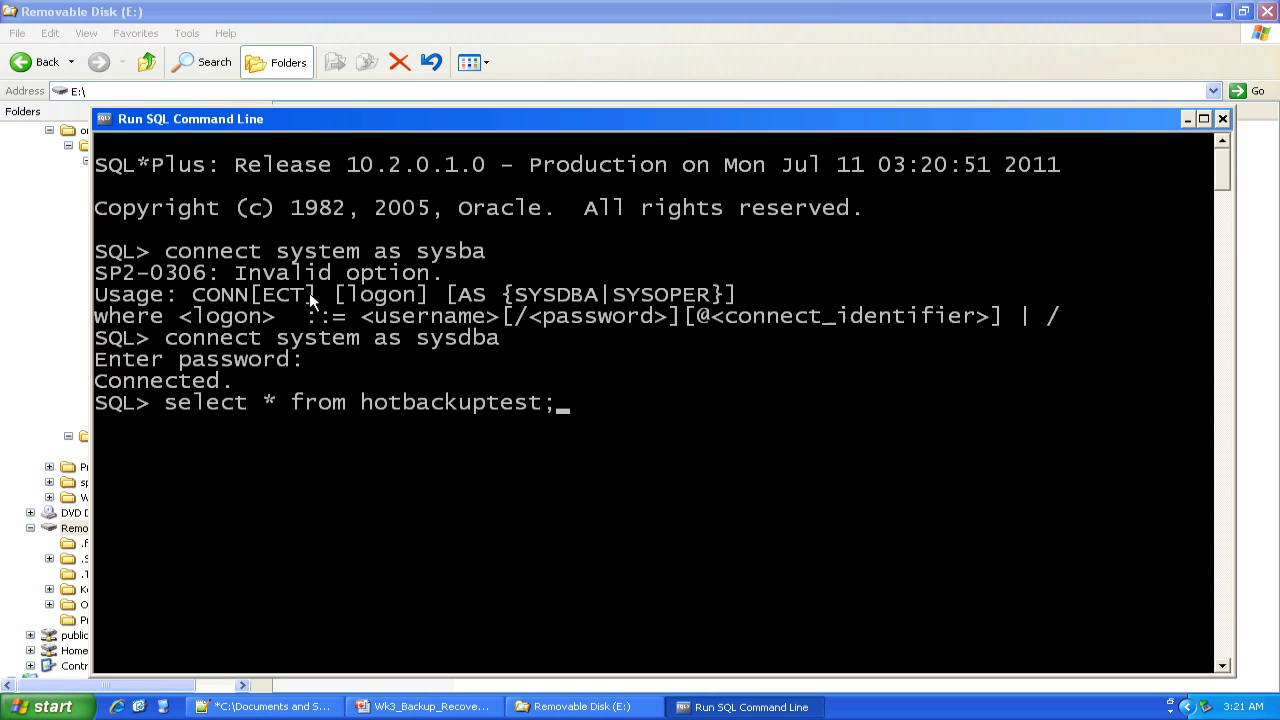 Removable Disk (E:)
File Edit View Favorites Tools Help
Back Search Folders
Address E:\ Go
Folders
Run SQL Command Line
SQL*Plus: Release 10.2.0.1.0 - Production on Mon Jul 11 03:20:51 2011
Copyright (c) 1982, 2005, Oracle.  All rights reserved.
SQL> connect system as sysba
SP2-0306: Invalid option.
Usage: CONN[ECT] [logon] [AS {SYSDBA|SYSOPER}]
where <logon>  ::= <username>[/<password>][@<connect_identifier>] | /
SQL> connect system as sysdba
Enter password:
Connected.
SQL> select * from hotbackuptest;
DVD D
Remo
public
Home
Contr
start *C:\Documents and S... Wk3_Backup_Recove... Removable Disk (E:) Run SQL Command Line 3:21 AM